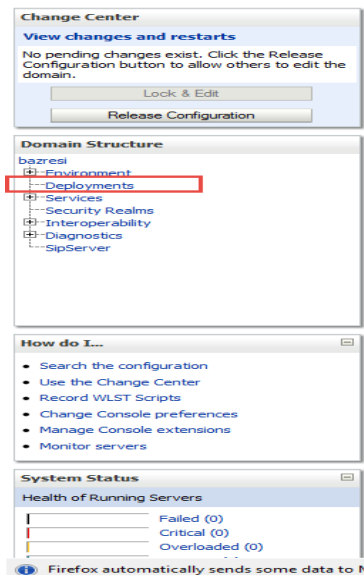 Change Center
View changes and restarts
No pending changes exist. Click the Release
Configuration button to allow others to edit the
domain.
Lock & Edit
Release Configuration
Domain Structure
bazresi
Environment
Deployments
Services
Security Realms
Interoperability
Diagnostics
SipServer
How do I...
Search the configuration
Use the Change Center
Record WLST Scripts
Change Console preferences
Manage Console extensions
Monitor servers
System Status
Health of Running Servers
Failed (0)
Critical (0)
Overloaded (0)
Firefox automatically sends some data to